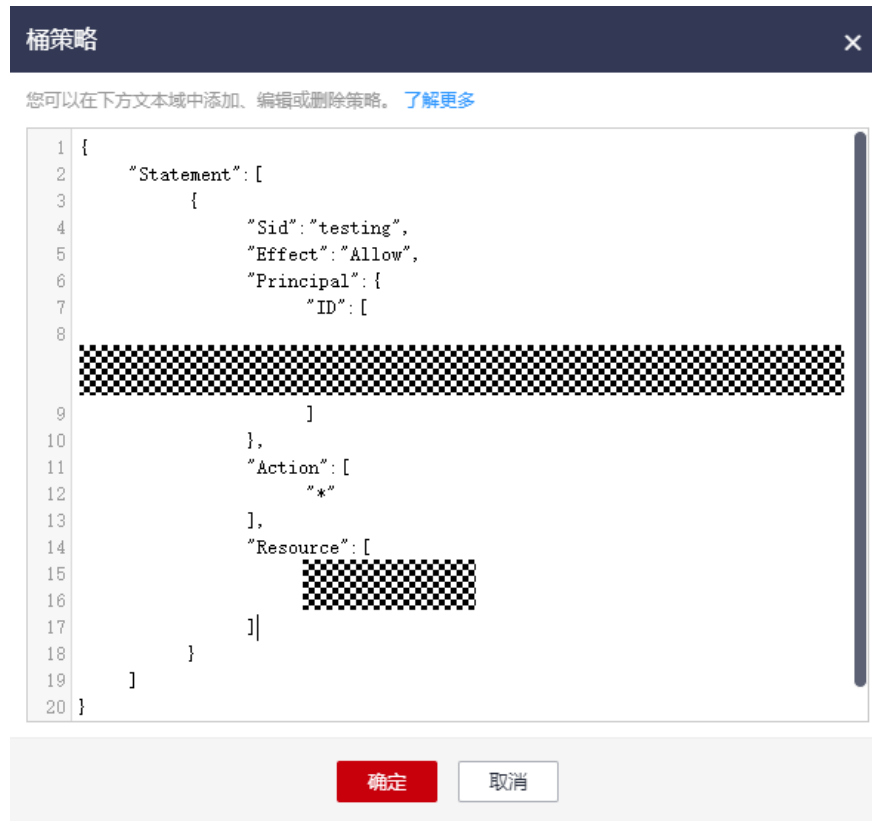 桶策略
您可以在下方文本域中添加、编辑或删除策略。 了解更多
1 {
2 "Statement":[
3 {
4 "Sid":"testing",
5 "Effect":"Allow",
6 "Principal":{
7 "ID":[
8
9 ]
10 },
11 "Action":[
12 "*"
13 ],
14 "Resource":[
15
16
17 ]
18 }
19 ]
20 }
确定 取消